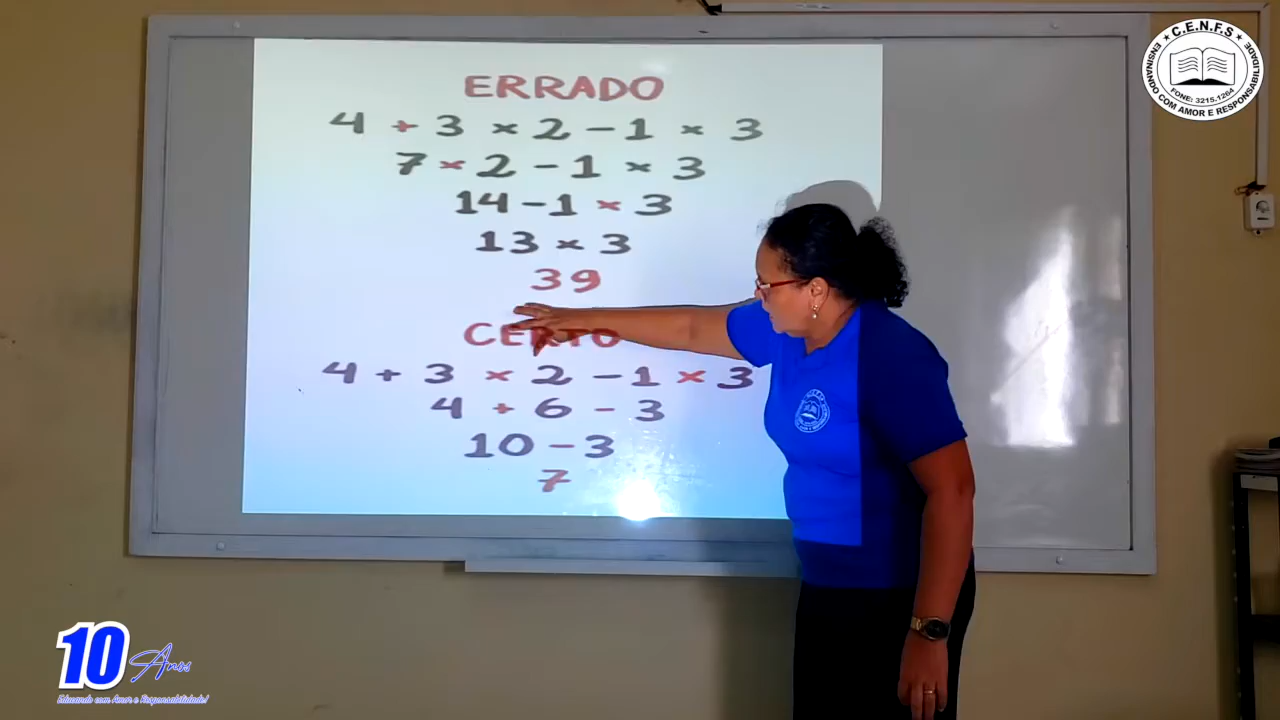 ERRADO
4 + 3 × 2 - 1 × 3
7 × 2 - 1 × 3
14 - 1 × 3
13 × 3
39
CERTO
4 + 3 × 2 - 1 × 3
4 + 6 - 3
10 - 3
7
★ C.E.N.F.S ★
ENSINANDO COM AMOR E RESPONSABILIDADE
FONE: 3215.1264
10 Anos
Educando com Amor e Responsabilidade!